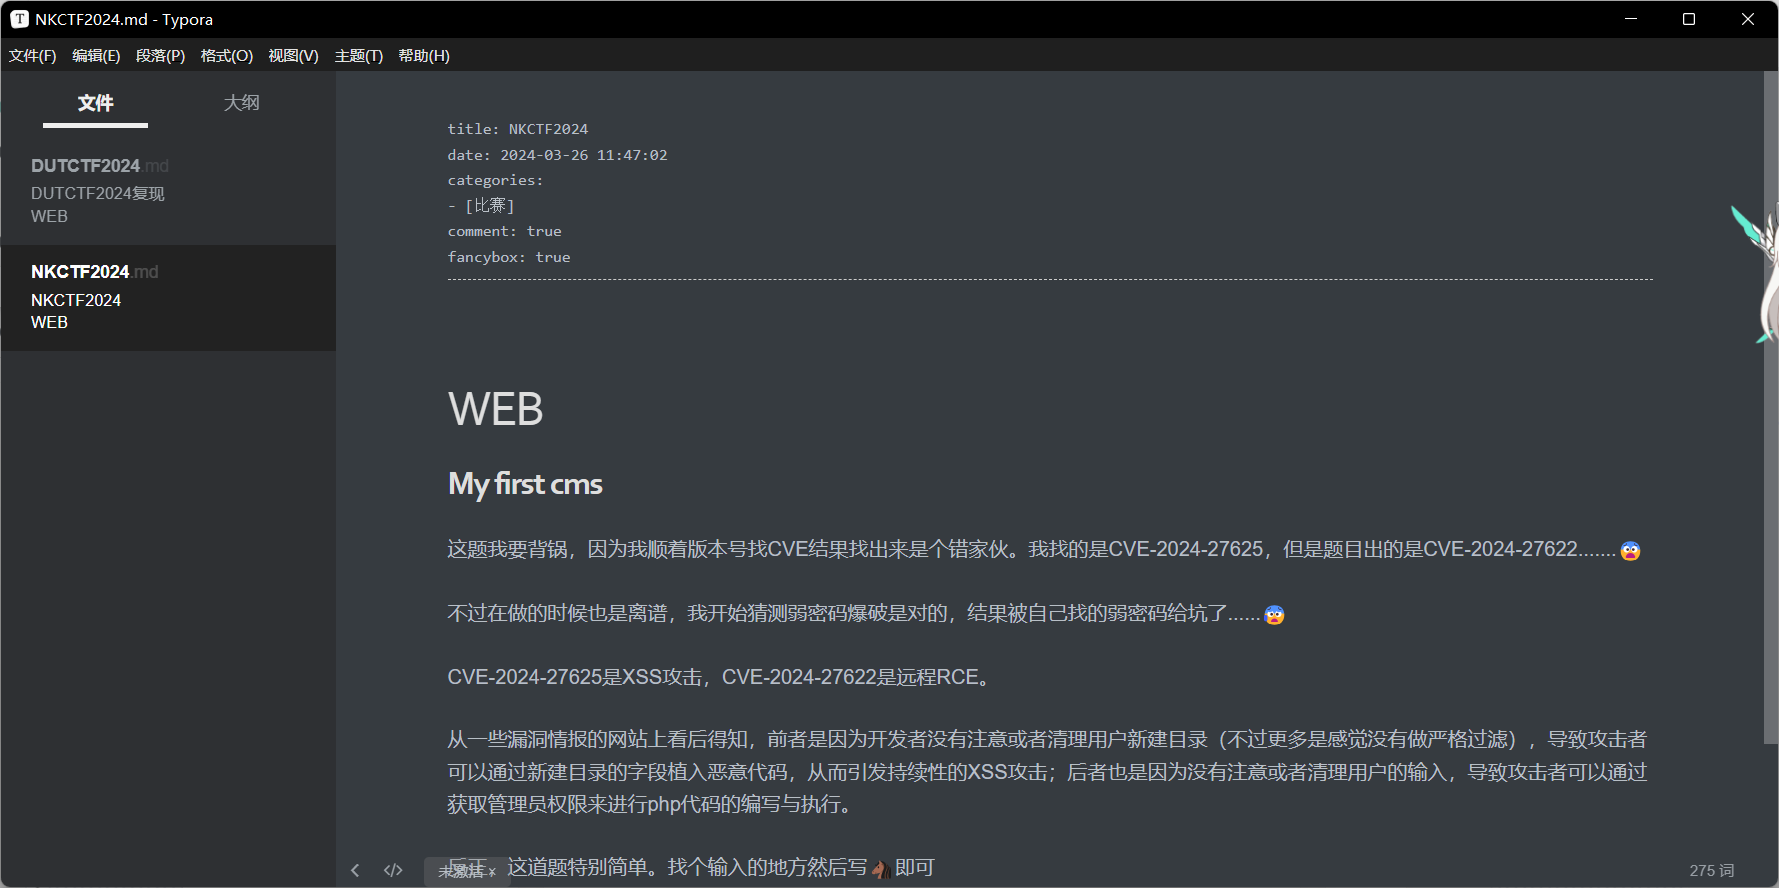 NKCTF2024.md - Typora
文件(F) 编辑(E) 段落(P) 格式(O) 视图(V) 主题(T) 帮助(H)
文件 大纲
DUTCTF2024.md
DUTCTF2024复现
WEB
NKCTF2024.md
NKCTF2024
WEB
title: NKCTF2024
date: 2024-03-26 11:47:02
categories:
- [比赛]
comment: true
fancybox: true
WEB
My first cms
这题我要背锅，因为我顺着版本号找CVE结果找出来是个错家伙。我找的是CVE-2024-27625，但是题目出的是CVE-2024-27622.......😨
不过在做的时候也是离谱，我开始猜测弱密码爆破是对的，结果被自己找的弱密码给坑了......😰
CVE-2024-27625是XSS攻击，CVE-2024-27622是远程RCE。
从一些漏洞情报的网站上看后得知，前者是因为开发者没有注意或者清理用户新建目录（不过更多是感觉没有做严格过滤），导致攻击者
可以通过新建目录的字段植入恶意代码，从而引发持续性的XSS攻击；后者也是因为没有注意或者清理用户的输入，导致攻击者可以通过
获取管理员权限来进行php代码的编写与执行。
反正，这道题特别简单。找个输入的地方然后写🐴即可
未激活 ×
275 词